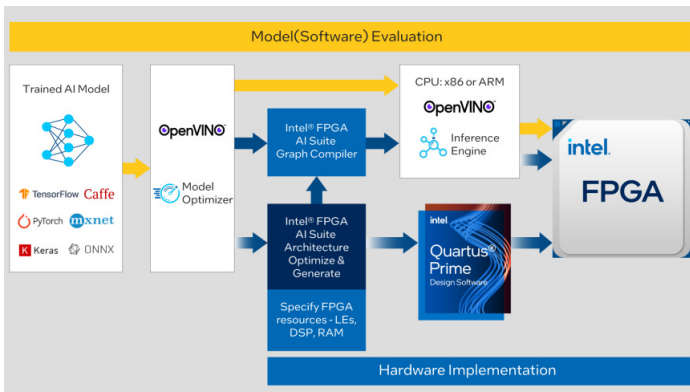 Model(Software) Evaluation
Trained AI Model
TensorFlow
Caffe
PyTorch
mxnet
Keras
ONNX
OpenVINO
Model
Optimizer
Intel® FPGA
AI Suite
Graph Compiler
Intel® FPGA
AI Suite
Architecture
Optimize &
Generate
Specify FPGA
resources - LEs,
DSP, RAM
CPU: x86 or ARM
OpenVINO
Inference
Engine
intel
Quartus®
Prime
Design Software
intel.
FPGA
Hardware Implementation